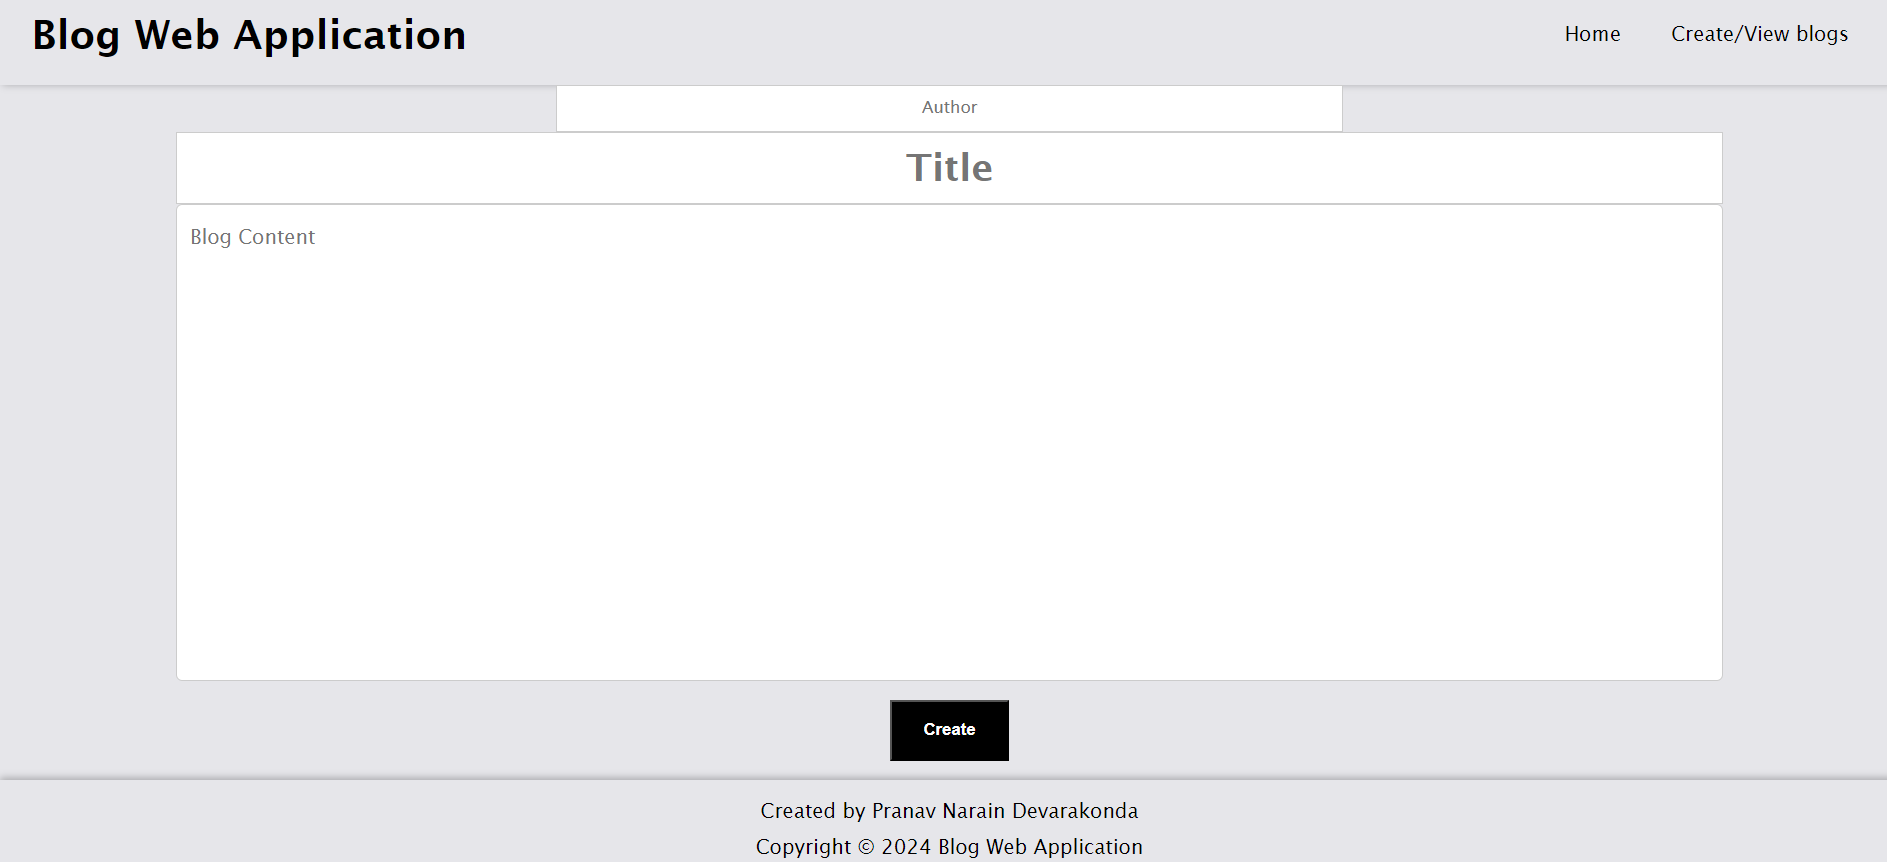 Blog Web Application
Home Create/View blogs
Author
Title
Blog Content
Create
Created by Pranav Narain Devarakonda
Copyright © 2024 Blog Web Application